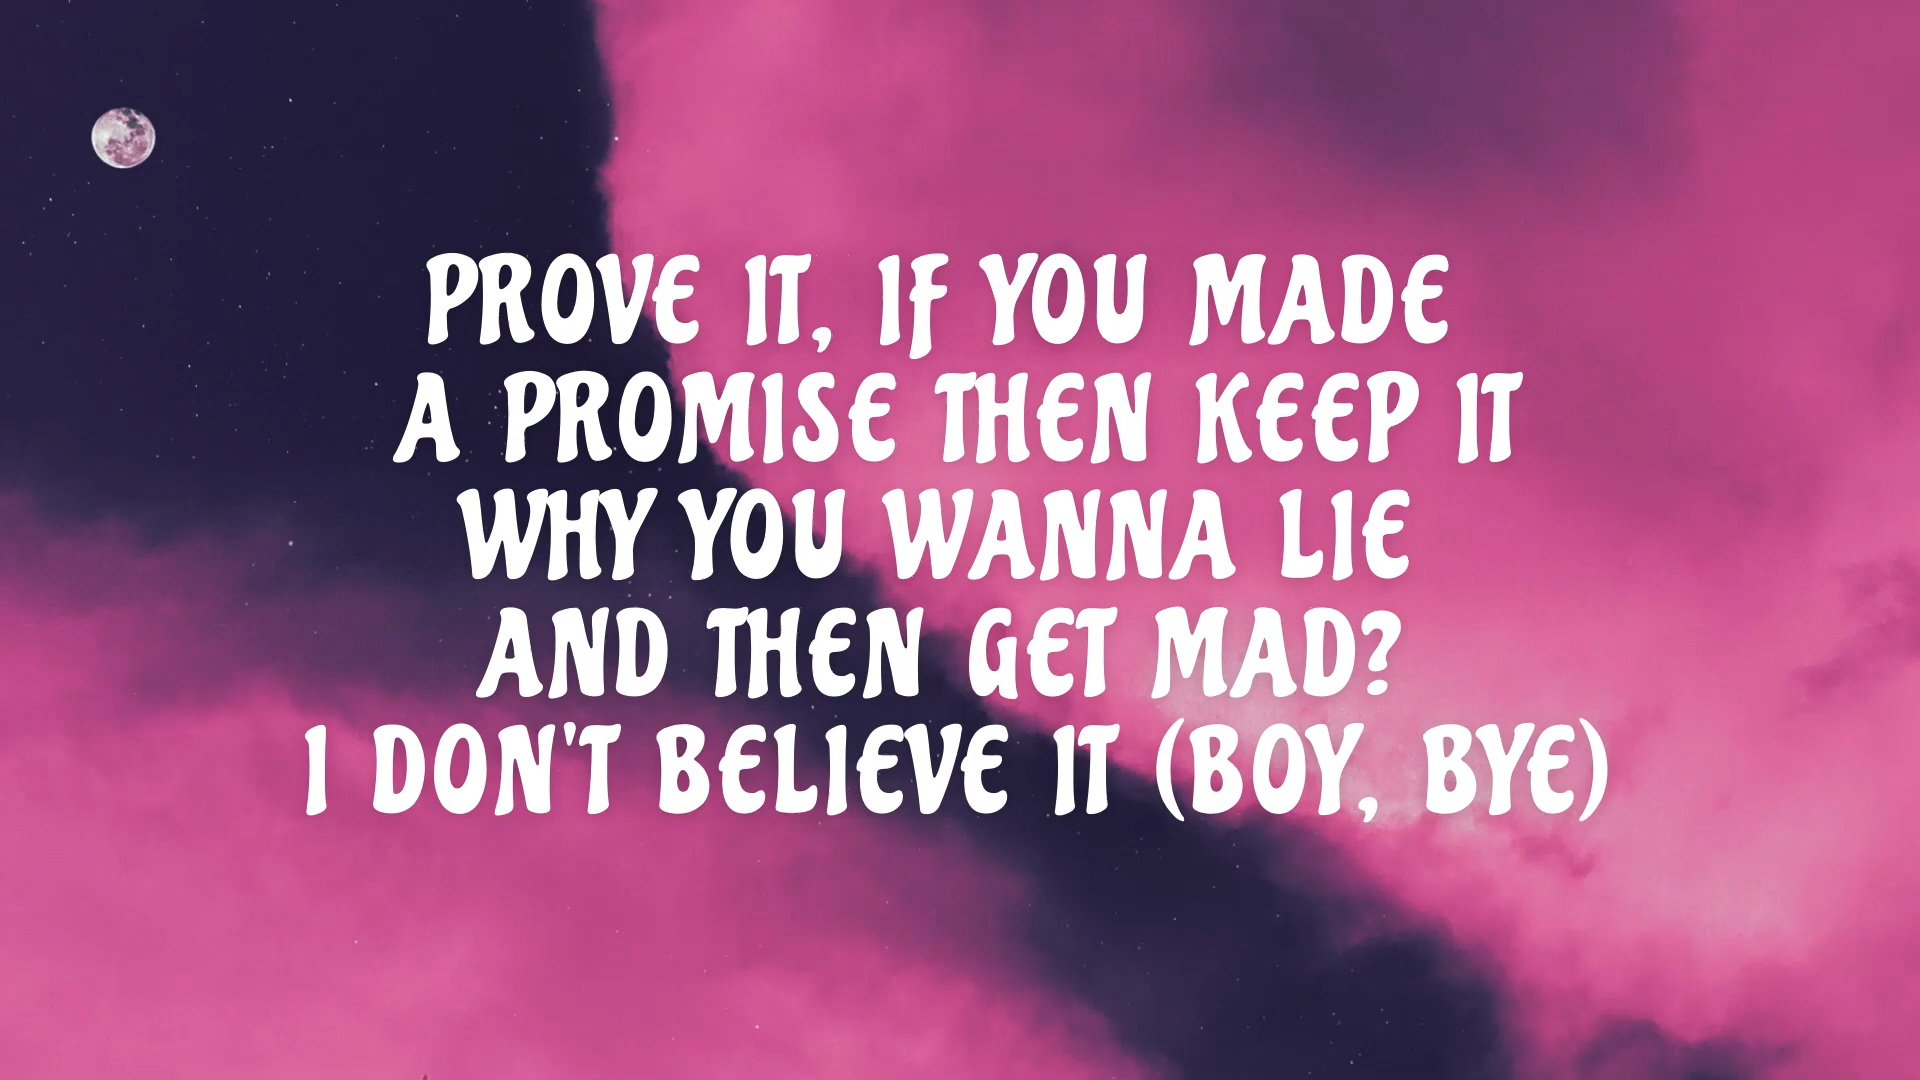 PROVE IT, IF YOU MADE
A PROMISE THEN KEEP IT
WHY YOU WANNA LIE
AND THEN GET MAD?
I DON'T BELIEVE IT (BOY, BYE)